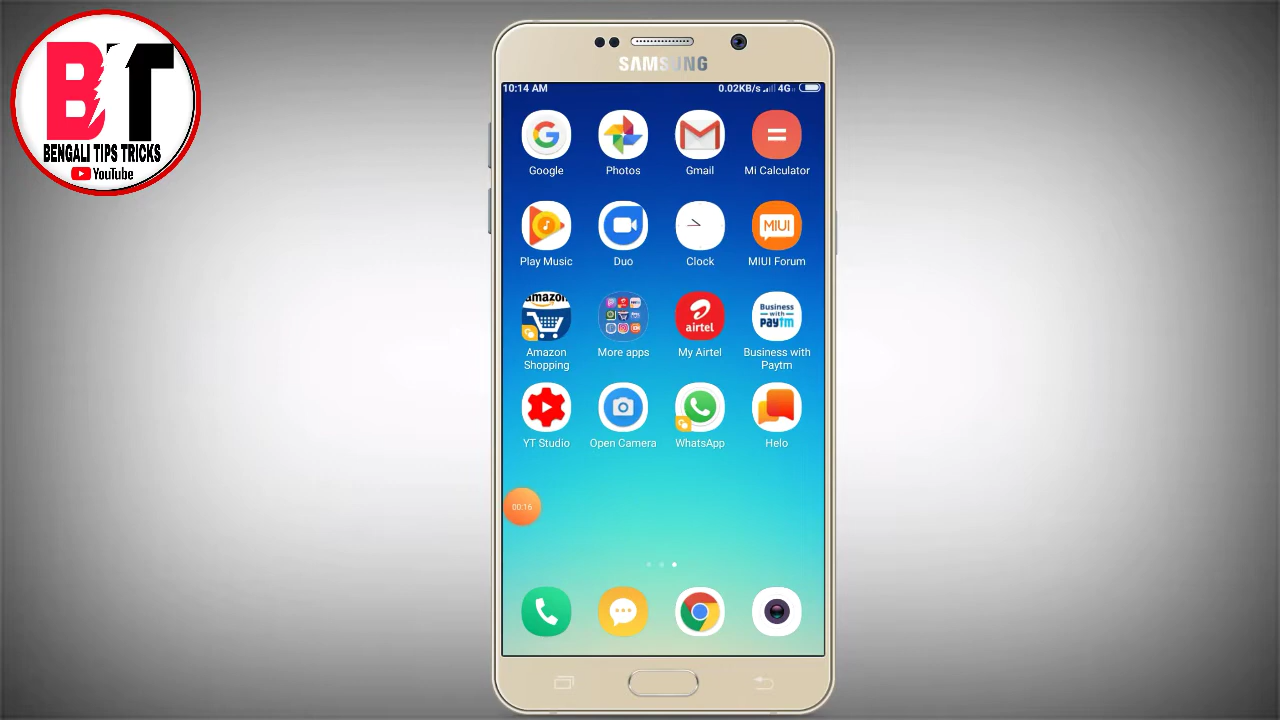 BT
BENGALI TIPS TRICKS
YouTube
SAMSUNG
10:14 AM
0.02KB/s 4G
Google
Photos
Gmail
Mi Calculator
MIUI
Play Music
Duo
Clock
MIUI Forum
amazon
airtel
Business
with
paytm
Amazon
Shopping
More apps
My Airtel
Business with
Paytm
YT Studio
Open Camera
WhatsApp
Helo
00:16